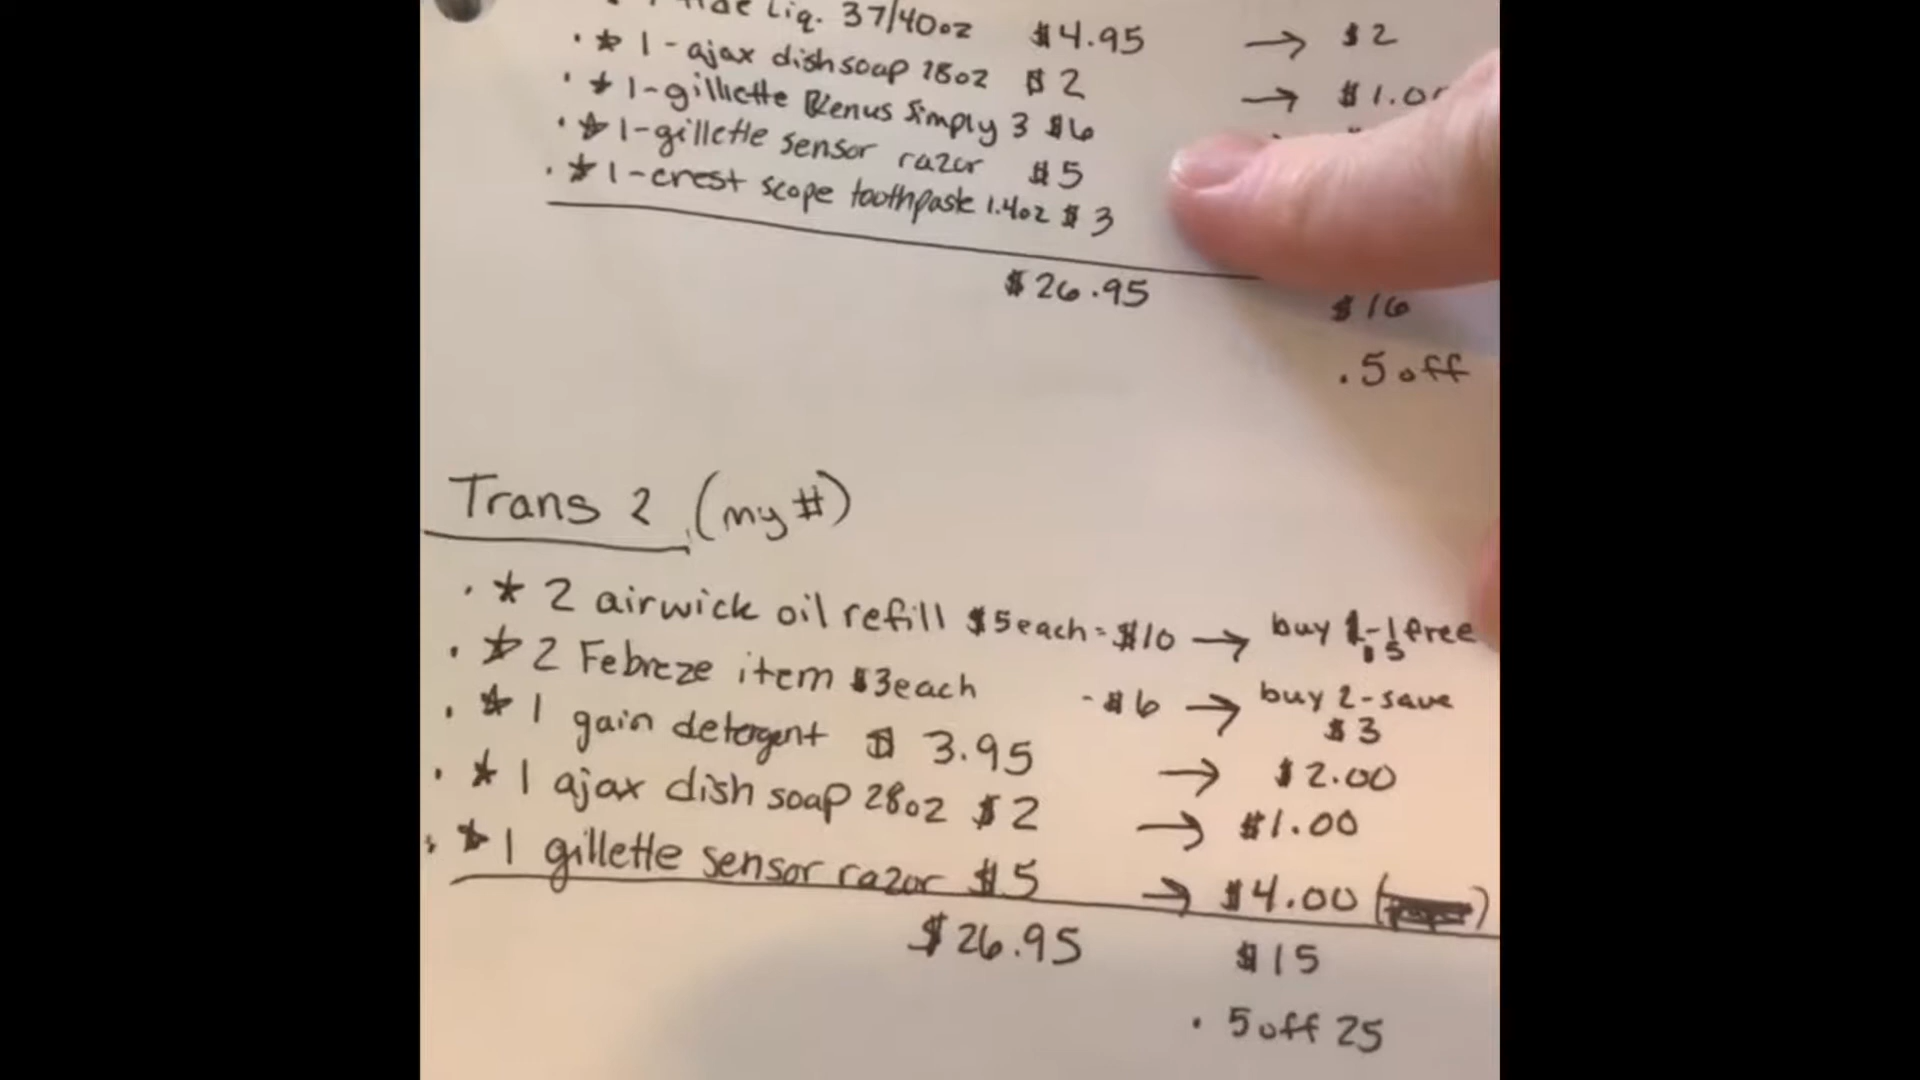 Liq. 37/40oz $4.95 → $2
· ★ 1-ajax dish soap 28oz $2 → $1.00
· ★ 1-gillette Venus Simply 3 $6
· ★ 1-gillette sensor razor $5
· ★ 1-crest scope toothpaste 1.4oz $3
$26.95 $16
. 5 off
Trans 2 (my #)
· ★ 2 airwick oil refill $5 each = $10 → buy 1-1 free
. 5
· ★ 2 Febreze item $3 each - $6 → buy 2-save
$3
· ★ 1 gain detergent $3.95 → $2.00
· ★ 1 ajax dish soap 28oz $2 → $1.00
· ★ 1 gillette sensor razor $5 → $4.00
$26.95 $15
· 5 off 25